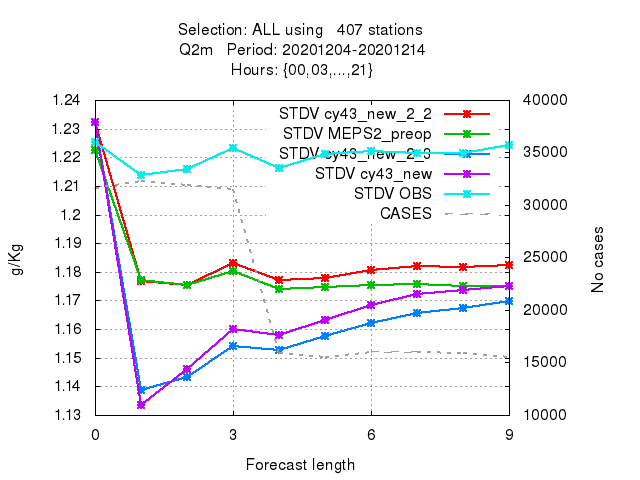 Selection: ALL using   407 stations
Q2m   Period: 20201204-20201214
Hours: {00,03,...,21}
1.24
1.23
1.22
1.21
1.2
1.19
1.18
1.17
1.16
1.15
1.14
1.13
g/Kg
STDV cy43_new_2_2
STDV MEPS2_preop
STDV cy43_new_2_3
STDV cy43_new
STDV OBS
CASES
40000
35000
30000
25000
20000
15000
10000
No cases
0
3
6
9
Forecast length